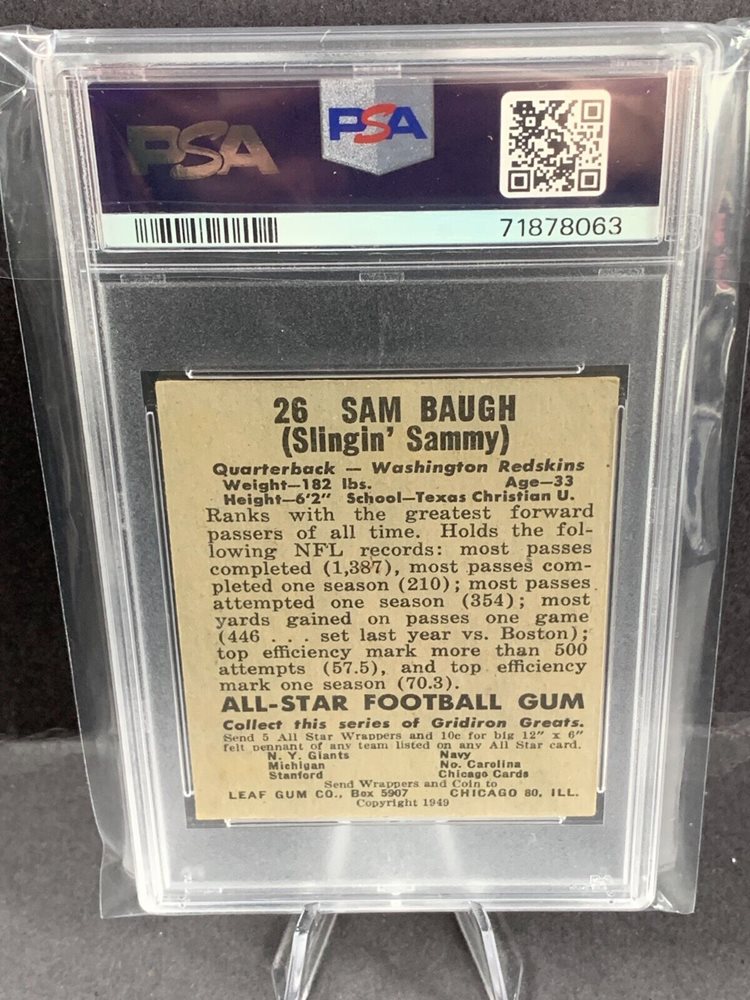 PSA PSA
71878063
26 SAM BAUGH
(Slingin' Sammy)
Quarterback — Washington Redskins
Weight—182 lbs. Age—33
Height—6'2" School—Texas Christian U.
Ranks with the greatest forward
passers of all time. Holds the fol-
lowing NFL records: most passes
completed (1,387), most passes com-
pleted one season (210); most passes
attempted one season (354); most
yards gained on passes one game
(446 . . . set last year vs. Boston);
top efficiency mark more than 500
attempts (57.5), and top efficiency
mark one season (70.3).
ALL-STAR FOOTBALL GUM
Collect this series of Gridiron Greats.
Send 5 All Star Wrappers and 10c for big 12" x 6"
felt pennant of any team listed on any All Star card.
N. Y. Giants Navy
Michigan No. Carolina
Stanford Chicago Cards
Send Wrappers and Coin to
LEAF GUM CO., Box 5907 CHICAGO 80, ILL.
Copyright 1949